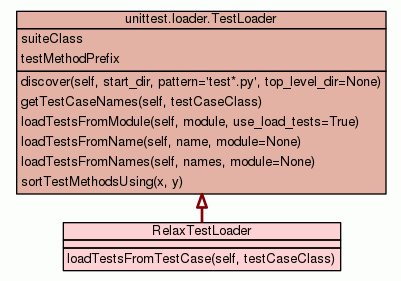 unittest.loader.TestLoader
suiteClass
testMethodPrefix
discover(self, start_dir, pattern='test*.py', top_level_dir=None)
getTestCaseNames(self, testCaseClass)
loadTestsFromModule(self, module, use_load_tests=True)
loadTestsFromName(self, name, module=None)
loadTestsFromNames(self, names, module=None)
sortTestMethodsUsing(x, y)
RelaxTestLoader
loadTestsFromTestCase(self, testCaseClass)